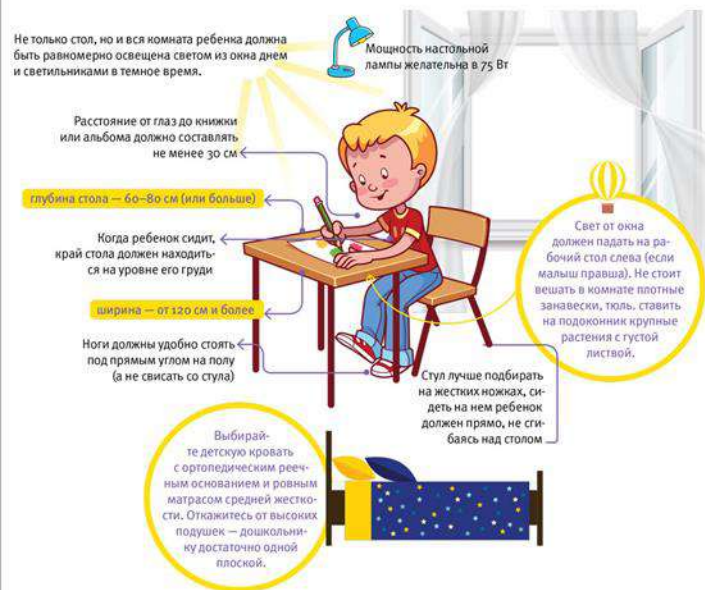 Не только стол, но и вся комната ребенка должна
быть равномерно освещена светом из окна днем
и светильниками в темное время.
Мощность настольной
лампы желательна в 75 Вт
Расстояние от глаз до книжки
или альбома должно составлять
не менее 30 см
глубина стола — 60–80 см (или больше)
Когда ребенок сидит,
край стола должен находить-
ся на уровне его груди
ширина — от 120 см и более
Ноги должны удобно стоять
под прямым углом на полу
(а не свисать со стула)
Свет от окна
должен падать на ра-
бочий стол слева (если
малыш правша). Не стоит
вешать в комнате плотные
занавески, тюль. ставить
на подоконник крупные
растения с густой
листвой.
Стул лучше подбирать
на жестких ножках, си-
деть на нем ребенок
должен прямо, не сги-
баясь над столом
Выбирай-
те детскую кровать
с ортопедическим рееч-
ным основанием и ровным
матрасом средней жестко-
сти. Откажитесь от высоких
подушек — дошкольни-
ку достаточно одной
плоской.